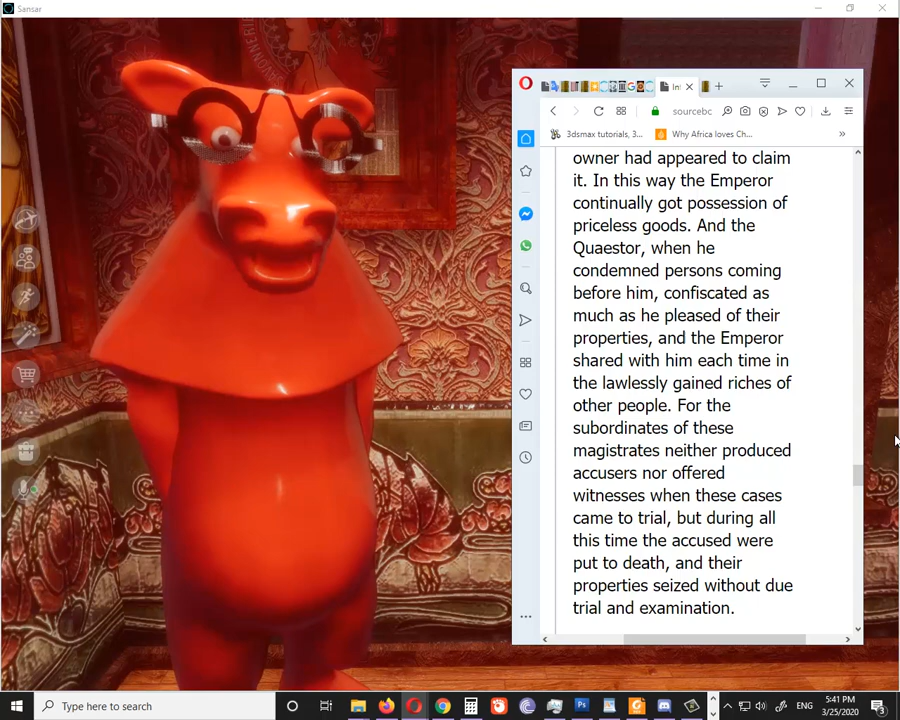 Sansar
Int
sourcebc
3dsmax tutorials, 3...
Why Africa loves Ch...
owner had appeared to claim
it. In this way the Emperor
continually got possession of
priceless goods. And the
Quaestor, when he
condemned persons coming
before him, confiscated as
much as he pleased of their
properties, and the Emperor
shared with him each time in
the lawlessly gained riches of
other people. For the
subordinates of these
magistrates neither produced
accusers nor offered
witnesses when these cases
came to trial, but during all
this time the accused were
put to death, and their
properties seized without due
trial and examination.
Type here to search
ENG
5:41 PM
3/25/2020
3